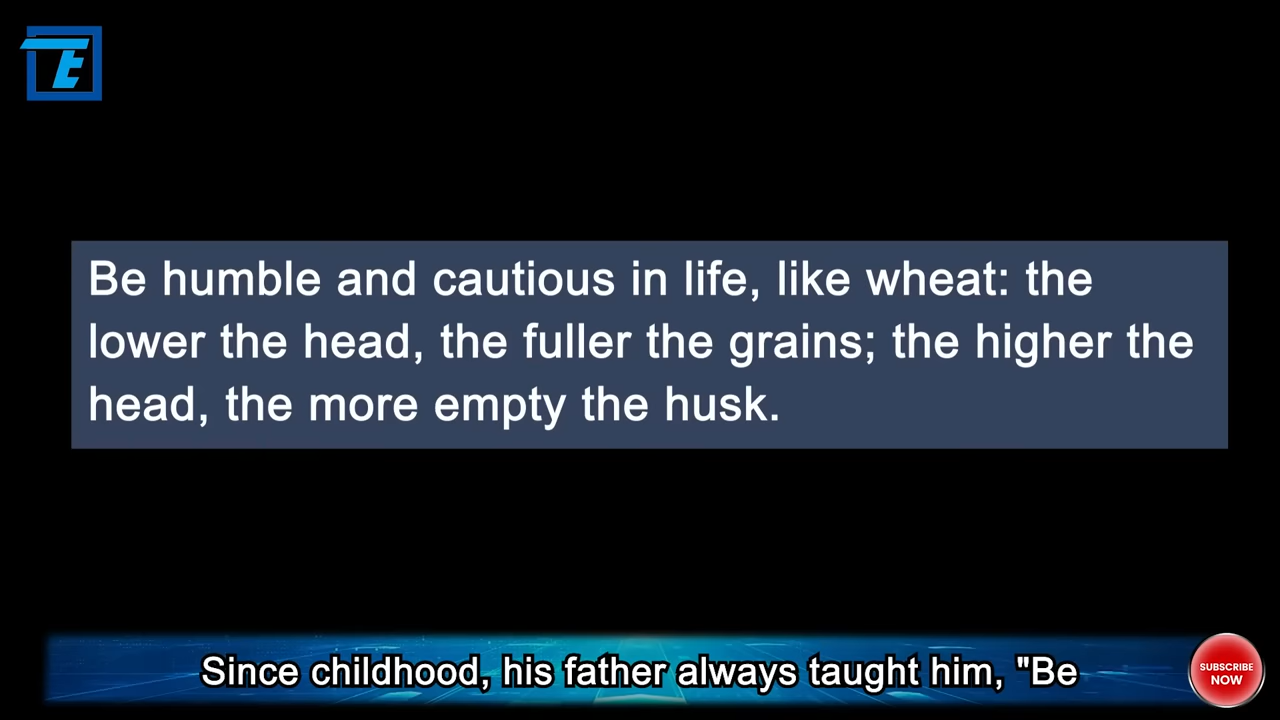 TE
Be humble and cautious in life, like wheat: the
lower the head, the fuller the grains; the higher the
head, the more empty the husk.
Since childhood, his father always taught him, "Be
SUBSCRIBE
NOW